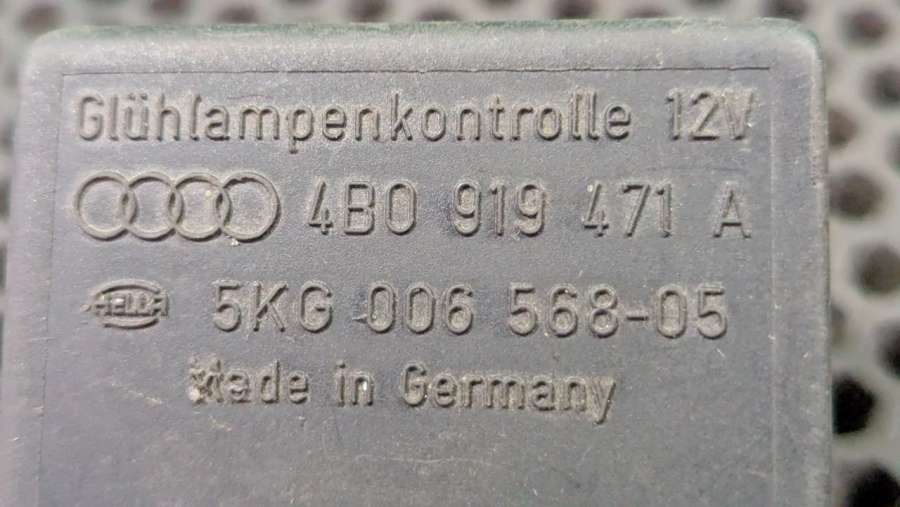 Glühlampenkontrolle 12V
4B0 919 471 A
HELLA 5KG 006 568-05
Made in Germany